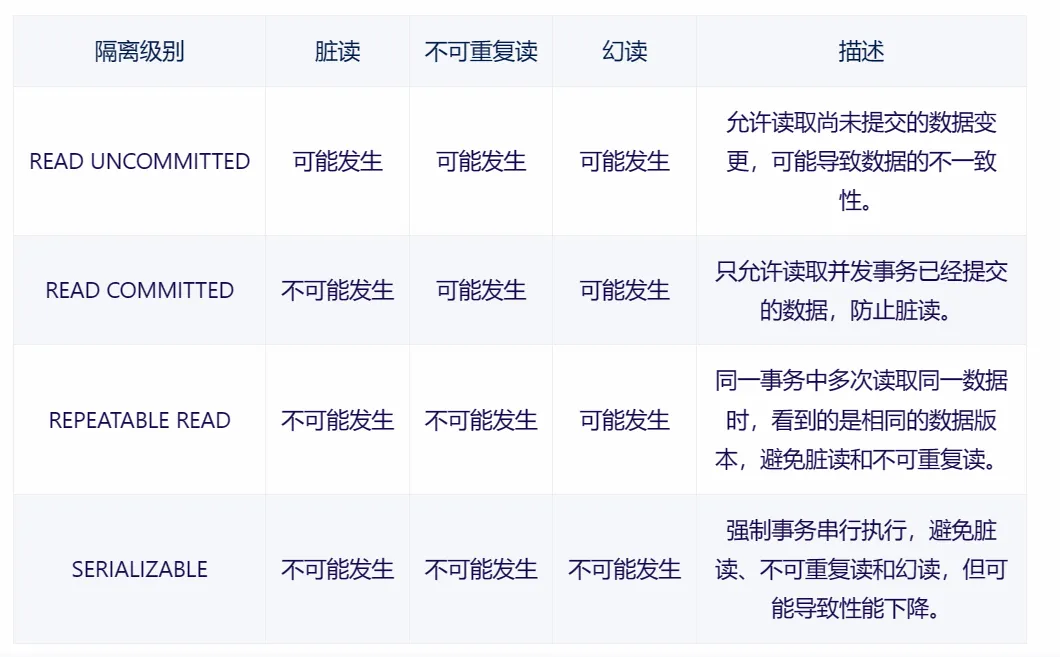 隔离级别 脏读 不可重复读 幻读 描述
READ UNCOMMITTED 可能发生 可能发生 可能发生 允许读取尚未提交的数据变
更，可能导致数据的不一致
性。
READ COMMITTED 不可能发生 可能发生 可能发生 只允许读取并发事务已经提交
的数据，防止脏读。
REPEATABLE READ 不可能发生 不可能发生 可能发生 同一事务中多次读取同一数据
时，看到的是相同的数据版
本，避免脏读和不可重复读。
SERIALIZABLE 不可能发生 不可能发生 不可能发生 强制事务串行执行，避免脏
读、不可重复读和幻读，但可
能导致性能下降。